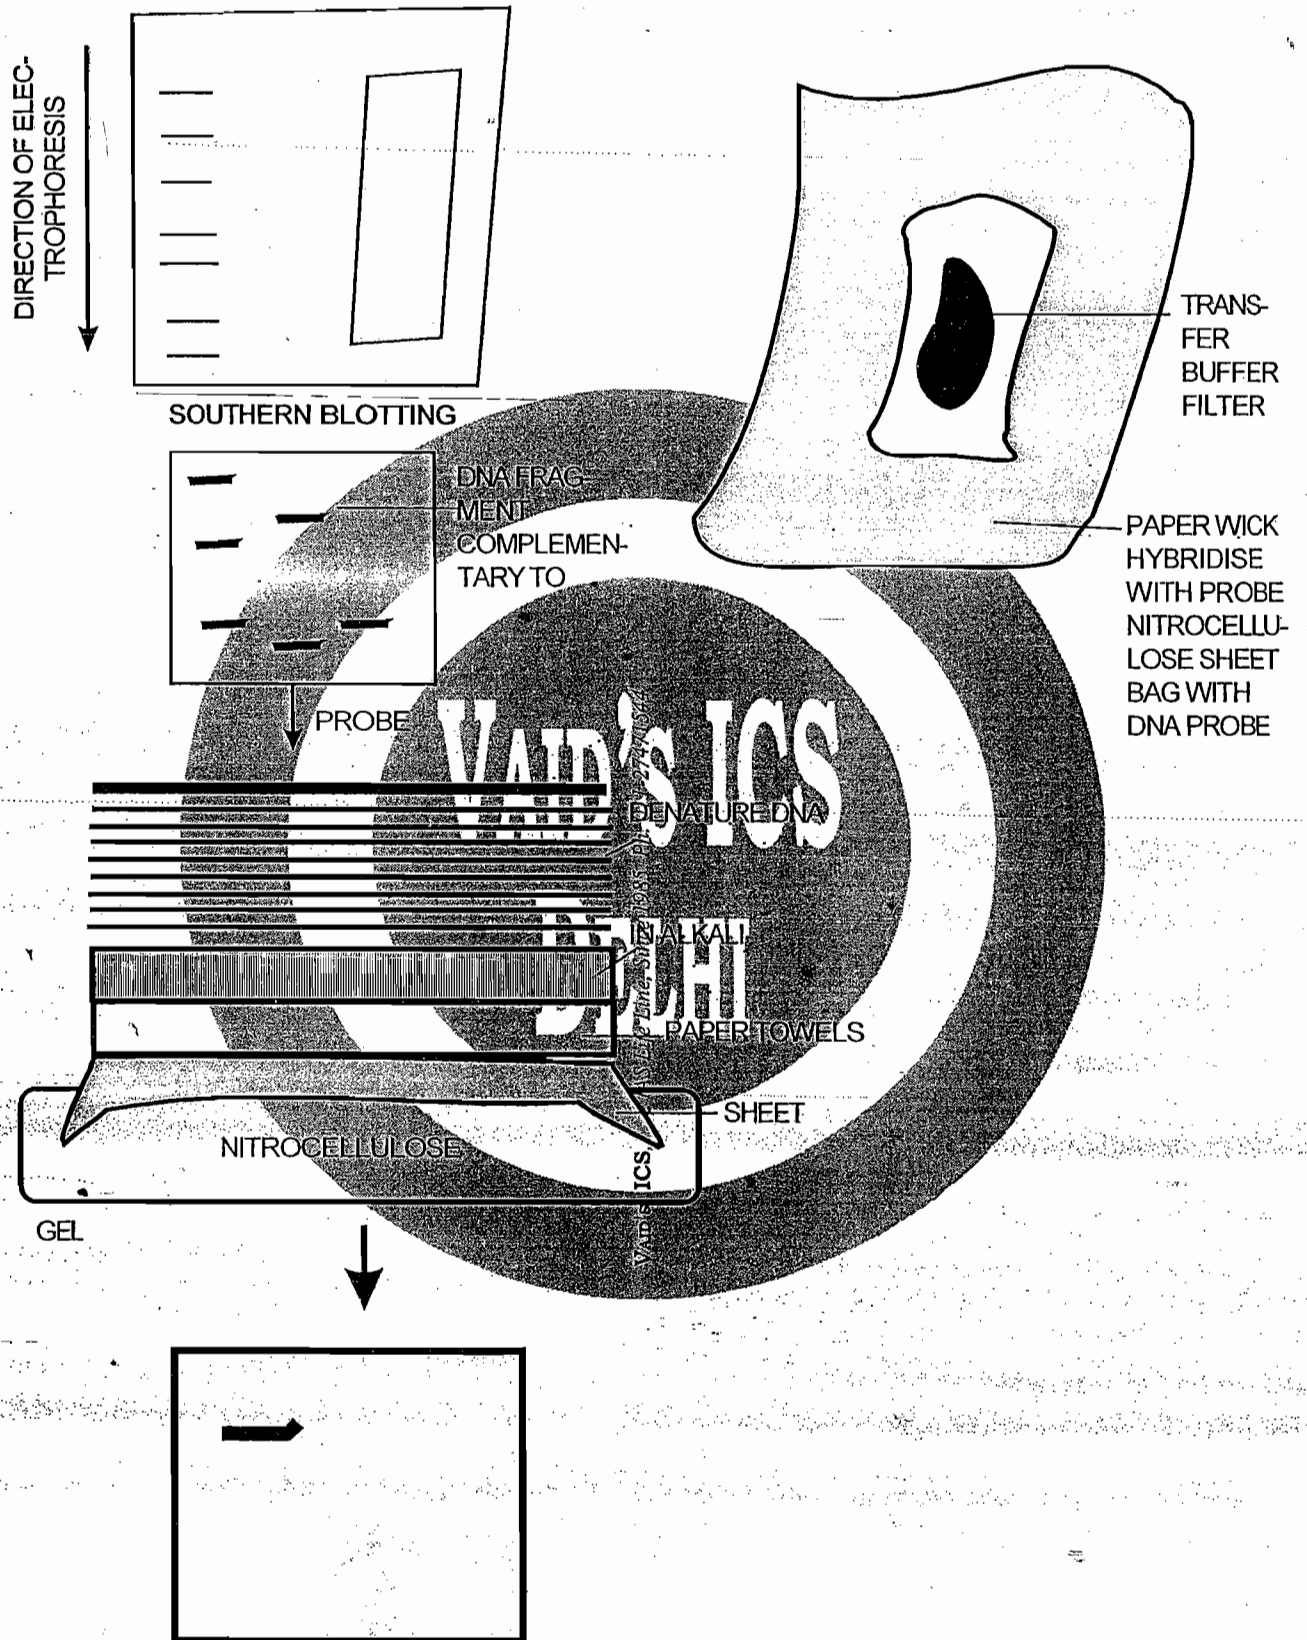 DIRECTION OF ELEC-
TROPHORESIS
SOUTHERN BLOTTING
TRANS-
FER
BUFFER
FILTER
DNA FRAG-
MENT
COMPLEMEN-
TARY TO
PAPER WICK
HYBRIDISE
WITH PROBE
NITROCELLU-
LOSE SHEET
BAG WITH
DNA PROBE
PROBE
VAID'S ICS
DENATURE DNA
DELHI
IN ALKALI
PAPER TOWELS
SHEET
NITROCELLULOSE
VAID'S ICS,
GEL